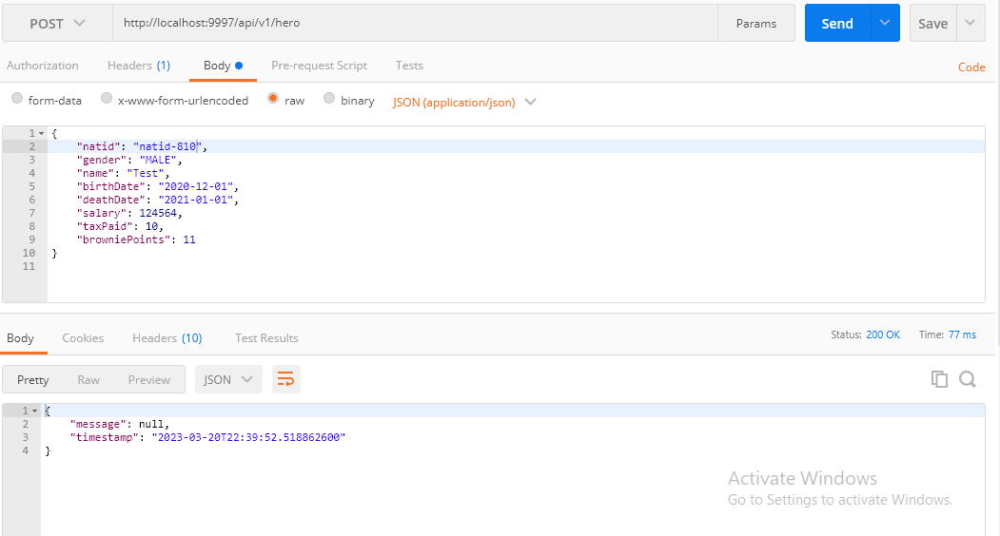 POST http://localhost:9997/api/v1/hero Params Send Save
Authorization Headers (1) Body Pre-request Script Tests Code
form-data x-www-form-urlencoded raw binary JSON (application/json)
1 {
2 "natid": "natid-810",
3 "gender": "MALE",
4 "name": "Test",
5 "birthDate": "2020-12-01",
6 "deathDate": "2021-01-01",
7 "salary": 124564,
8 "taxPaid": 10,
9 "browniePoints": 11
10 }
11
Body Cookies Headers (10) Test Results Status: 200 OK Time: 77 ms
Pretty Raw Preview JSON
1 {
2 "message": null,
3 "timestamp": "2023-03-20T22:39:52.518862600"
4 }
Activate Windows
Go to Settings to activate Windows.